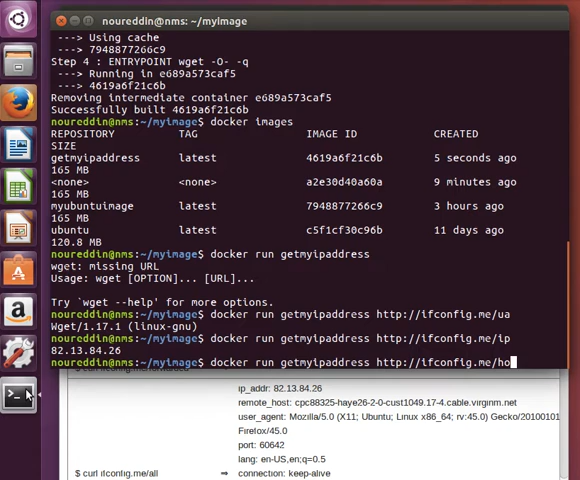 noureddin@nms: ~/myimage
---> Using cache
---> 7948877266c9
Step 4 : ENTRYPOINT wget -O- -q
---> Running in e689a573caf5
---> 4619a6f21c6b
Removing intermediate container e689a573caf5
Successfully built 4619a6f21c6b
noureddin@nms:~/myimage$ docker images
REPOSITORY TAG IMAGE ID CREATED
SIZE
getmyipaddress latest 4619a6f21c6b 5 seconds ago
165 MB
<none> <none> a2e30d40a60a 9 minutes ago
165 MB
myubuntuimage latest 7948877266c9 3 hours ago
165 MB
ubuntu latest c5f1cf30c96b 11 days ago
120.8 MB
noureddin@nms:~/myimage$ docker run getmyipaddress
wget: missing URL
Usage: wget [OPTION]... [URL]...
Try `wget --help' for more options.
noureddin@nms:~/myimage$ docker run getmyipaddress http://ifconfig.me/ua
Wget/1.17.1 (linux-gnu)
noureddin@nms:~/myimage$ docker run getmyipaddress http://ifconfig.me/ip
82.13.84.26
noureddin@nms:~/myimage$ docker run getmyipaddress http://ifconfig.me/ho
ip_addr: 82.13.84.26
remote_host: cpc88325-haye26-2-0-cust1049.17-4.cable.virginm.net
user_agent: Mozilla/5.0 (X11; Ubuntu; Linux x86_64; rv:45.0) Gecko/20100101
Firefox/45.0
port: 60642
lang: en-US,en;q=0.5
$ curl ifconfig.me/all ⇒ connection: keep-alive